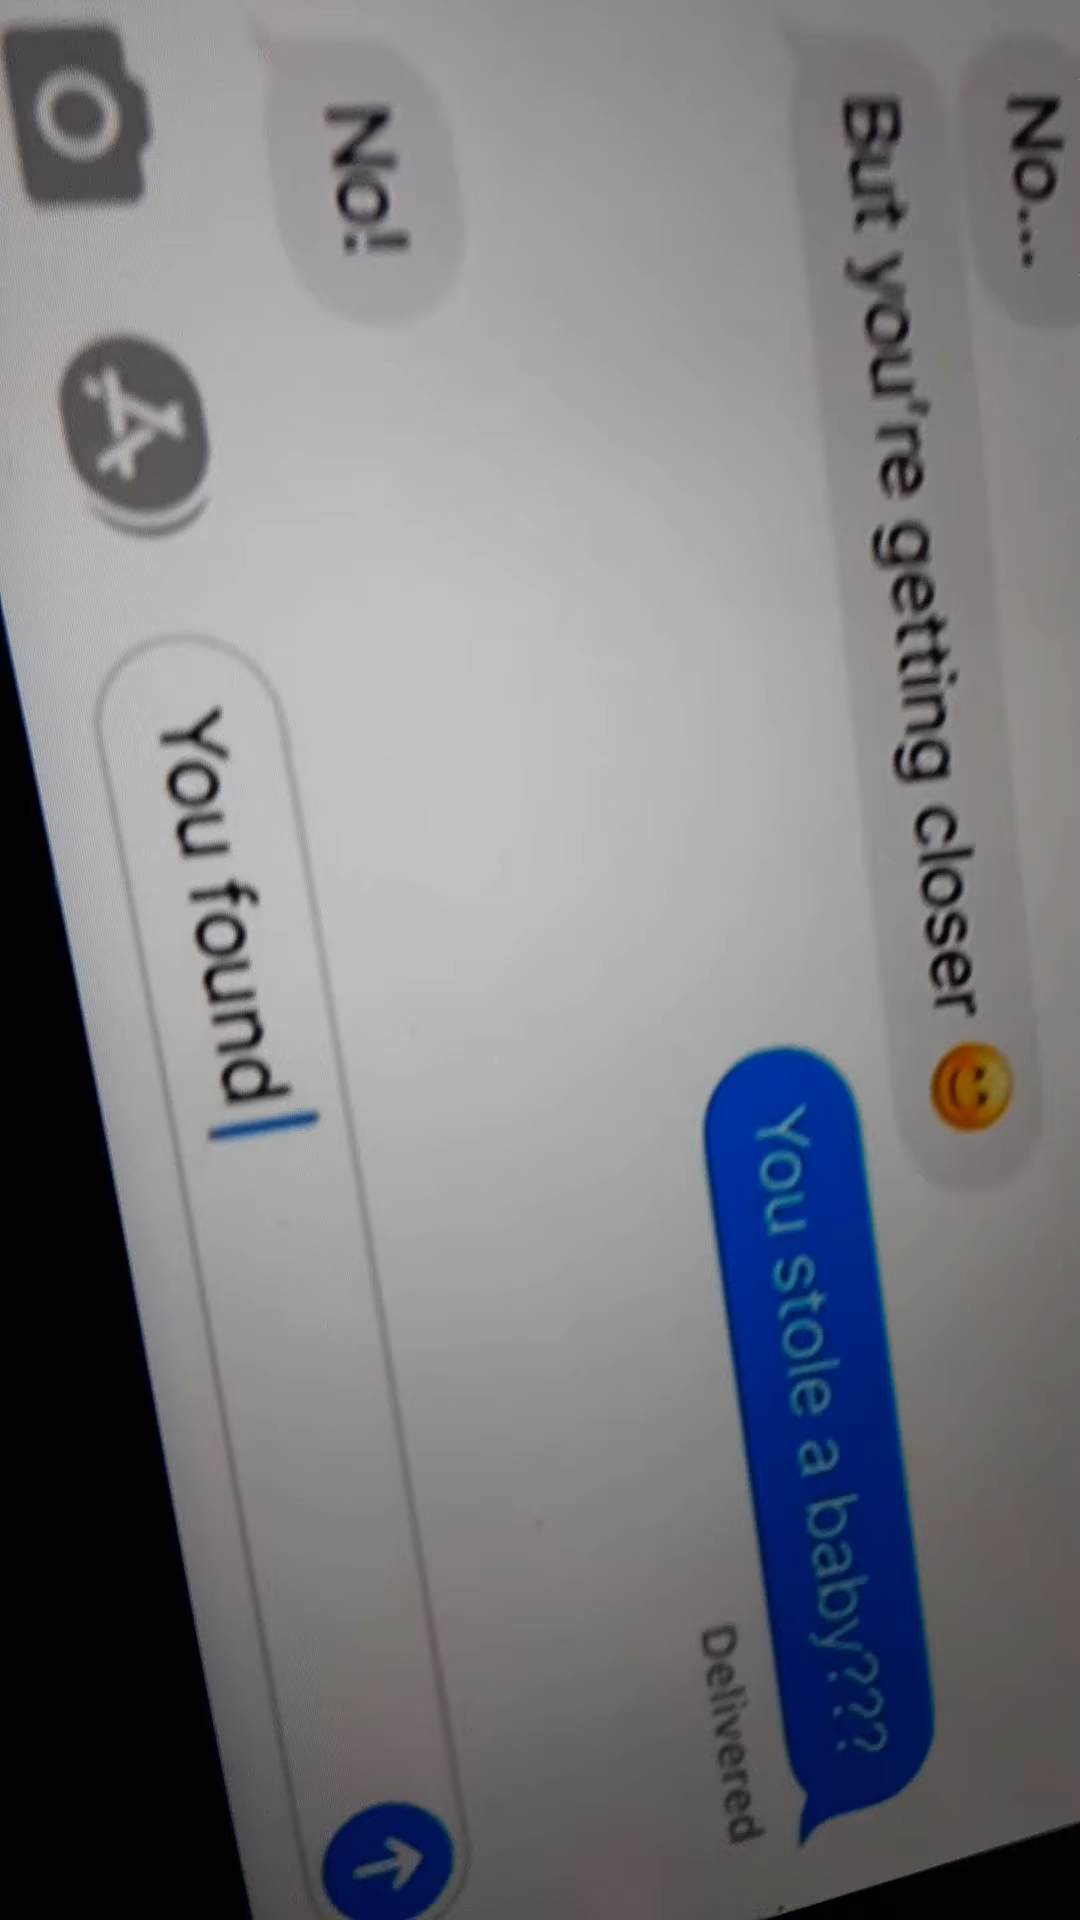 No...
But you're getting closer 😊
You stole a baby???
Delivered
No!
You found